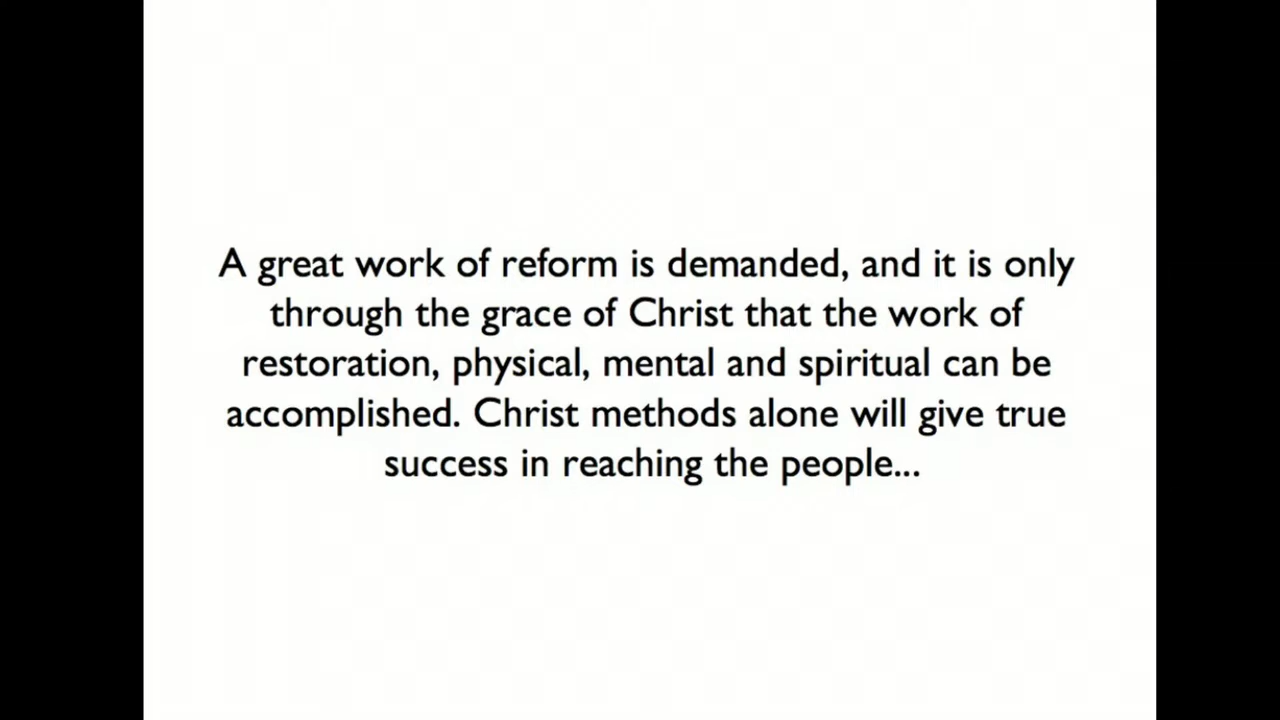 A great work of reform is demanded, and it is only
through the grace of Christ that the work of
restoration, physical, mental and spiritual can be
accomplished. Christ methods alone will give true
success in reaching the people...